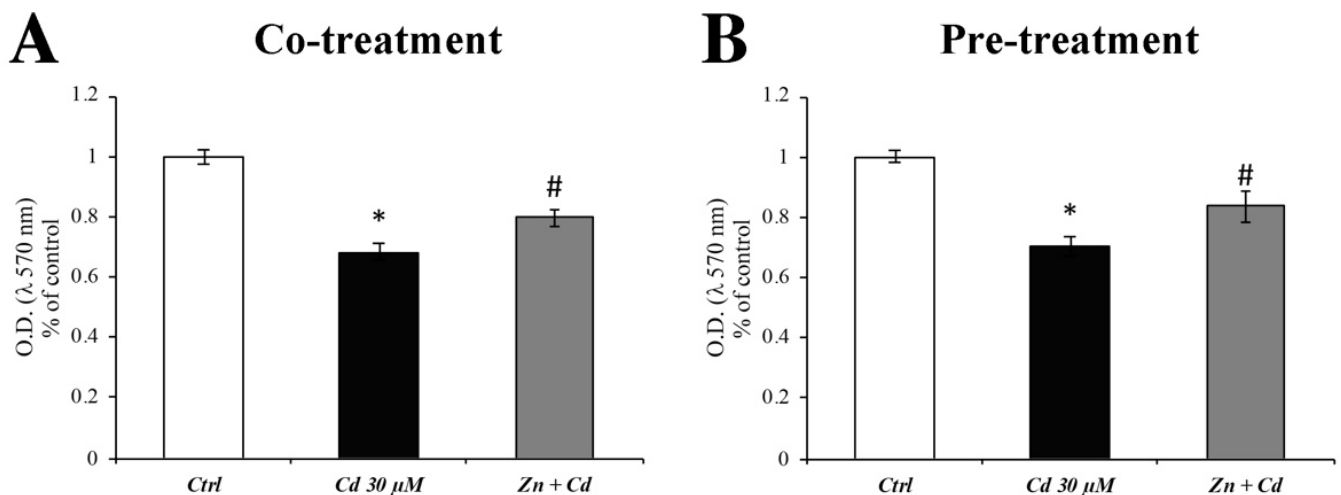 A Co-treatment
1.2
1
0.8
0.6
0.4
0.2
0
O.D. (λ 570 nm)
% of control
*
#
Ctrl Cd 30 µM Zn + Cd
B Pre-treatment
1.2
1
0.8
0.6
0.4
0.2
0
O.D. (λ 570 nm)
% of control
*
#
Ctrl Cd 30 µM Zn + Cd